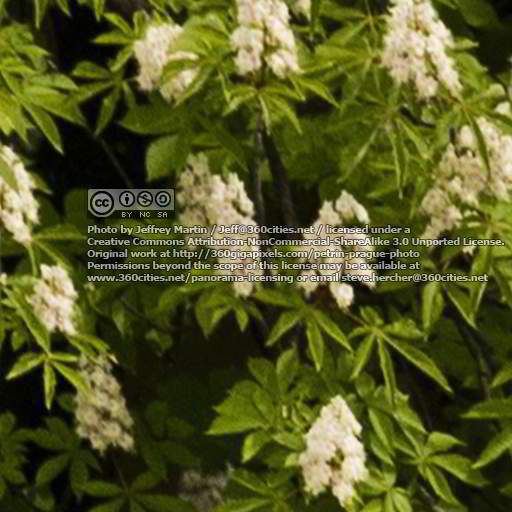 cc
BY NC SA
Photo by Jeffrey Martin / Jeff@360cities.net / licensed under a
Creative Commons Attribution-NonCommercial-ShareAlike 3.0 Unported License.
Original work at http://360gigapixels.com/petrin-prague-photo
Permissions beyond the scope of this license may be available at
www.360cities.net/panorama-licensing or email steve.hercher@360cities.net